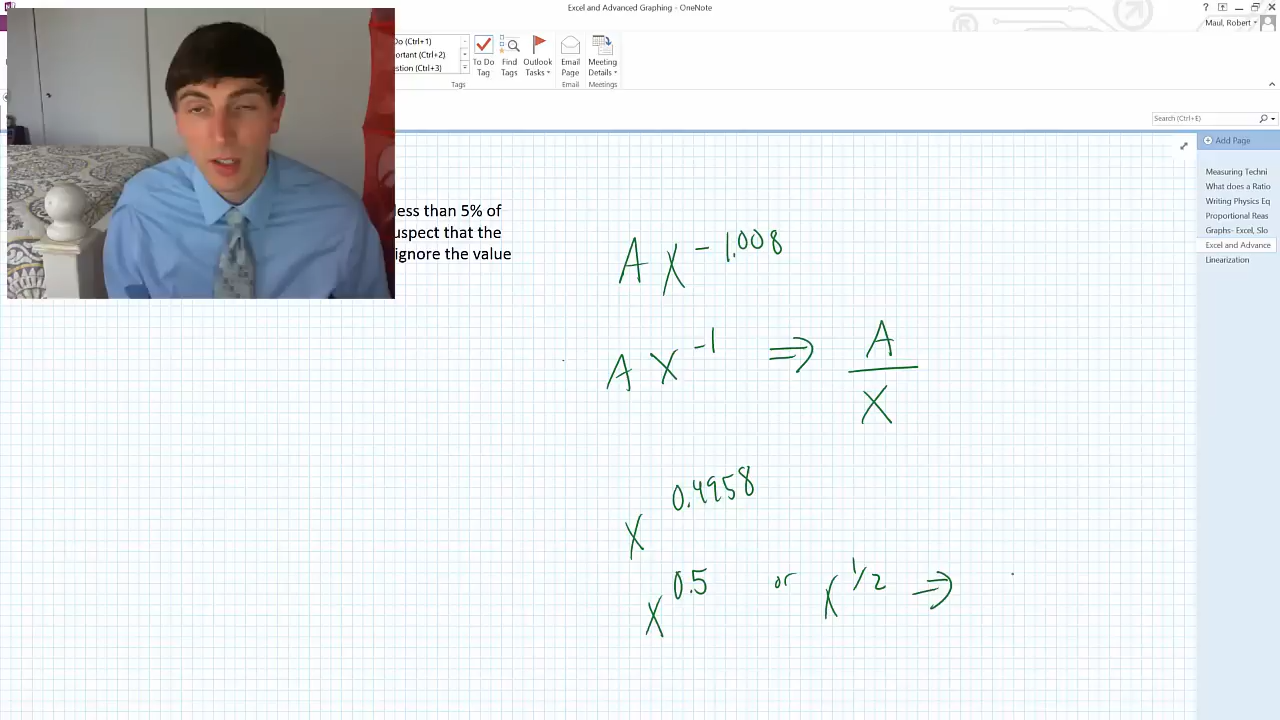 Excel and Advanced Graphing - OneNote
Maul, Robert
Do (Ctrl+1)
portant (Ctrl+2)
estion (Ctrl+3)
To Do Tag
Find Tags
Outlook Tasks
Email Page
Meeting Details
Tags
Email
Meetings
Search (Ctrl+E)
Add Page
Measuring Techni
What does a Ratio
Writing Physics Eq
Proportional Reas
Graphs- Excel, Slo
Excel and Advance
Linearization
less than 5% of
uspect that the
ignore the value
A X^-1.008
A X^-1 ⇒ A/X
X^0.4958
X^0.5 or X^1/2 ⇒